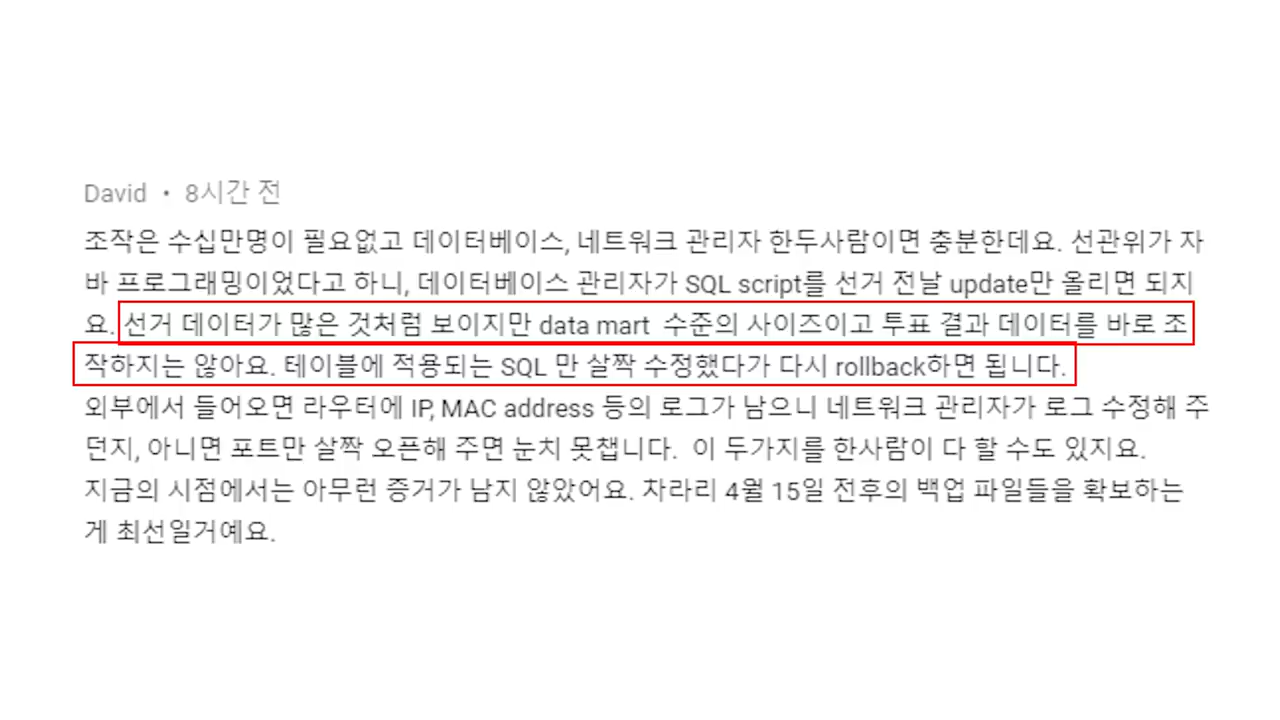 David • 8시간 전
조작은 수십만명이 필요없고 데이터베이스, 네트워크 관리자 한두사람이면 충분한데요. 선관위가 자
바 프로그래밍이었다고 하니, 데이터베이스 관리자가 SQL script를 선거 전날 update만 올리면 되지
요. 선거 데이터가 많은 것처럼 보이지만 data mart 수준의 사이즈이고 투표 결과 데이터를 바로 조
작하지는 않아요. 테이블에 적용되는 SQL 만 살짝 수정했다가 다시 rollback하면 됩니다.
외부에서 들어오면 라우터에 IP, MAC address 등의 로그가 남으니 네트워크 관리자가 로그 수정해 주
던지, 아니면 포트만 살짝 오픈해 주면 눈치 못챕니다. 이 두가지를 한사람이 다 할 수도 있지요.
지금의 시점에서는 아무런 증거가 남지 않았어요. 차라리 4월 15일 전후의 백업 파일들을 확보하는
게 최선일거예요.